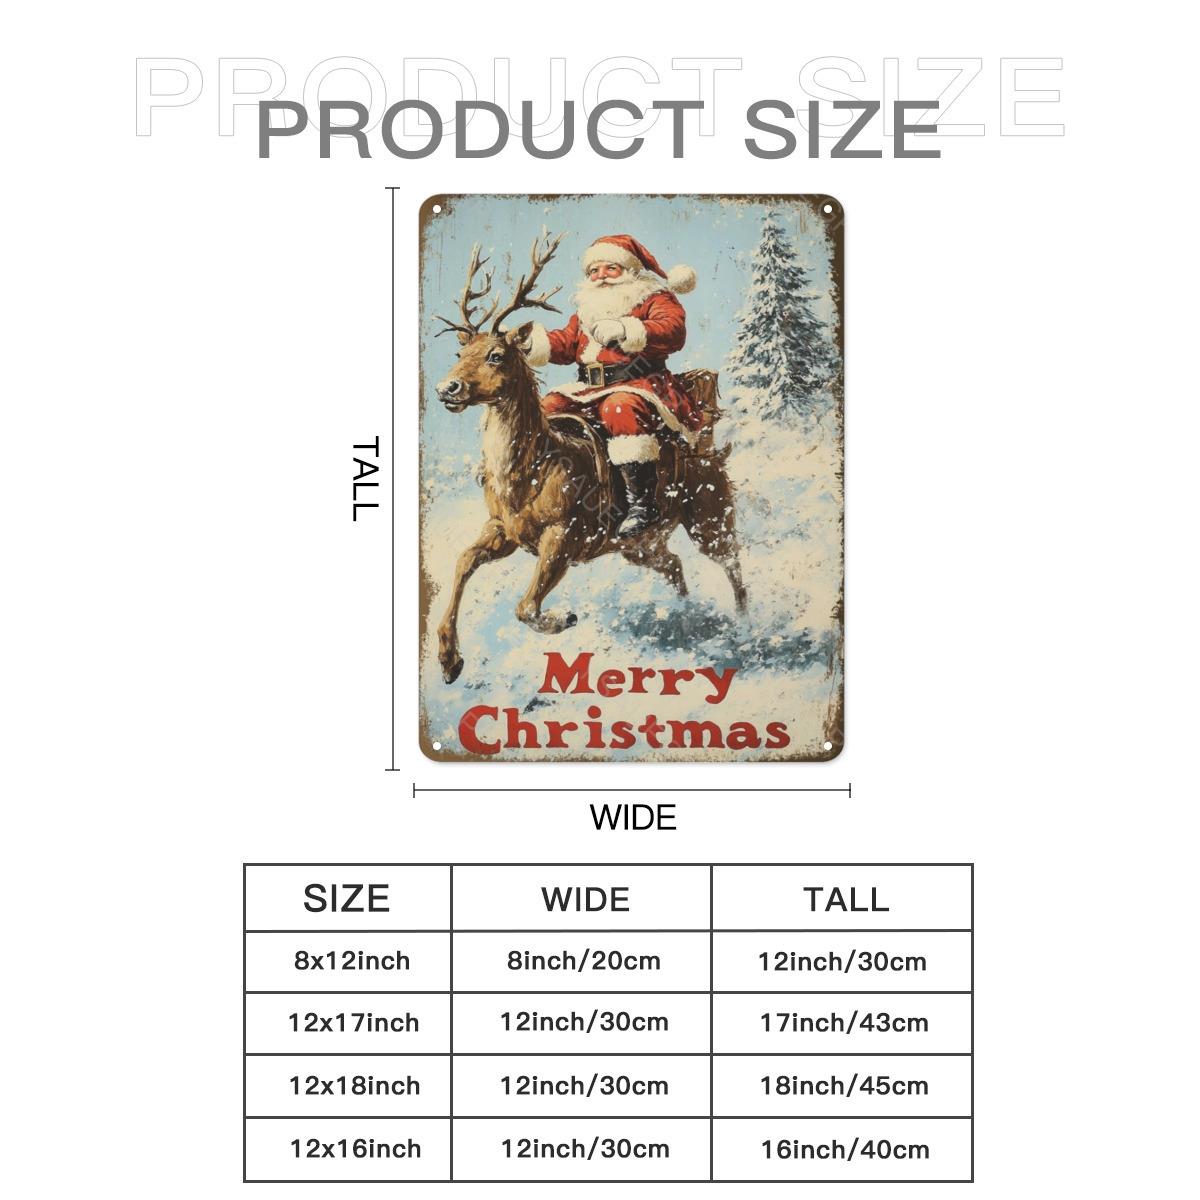 PRODUCT SIZE
PRODUCT SIZE
TALL
Merry
Christmas
WIDE
SIZE WIDE TALL
8x12inch 8inch/20cm 12inch/30cm
12x17inch 12inch/30cm 17inch/43cm
12x18inch 12inch/30cm 18inch/45cm
12x16inch 12inch/30cm 16inch/40cm